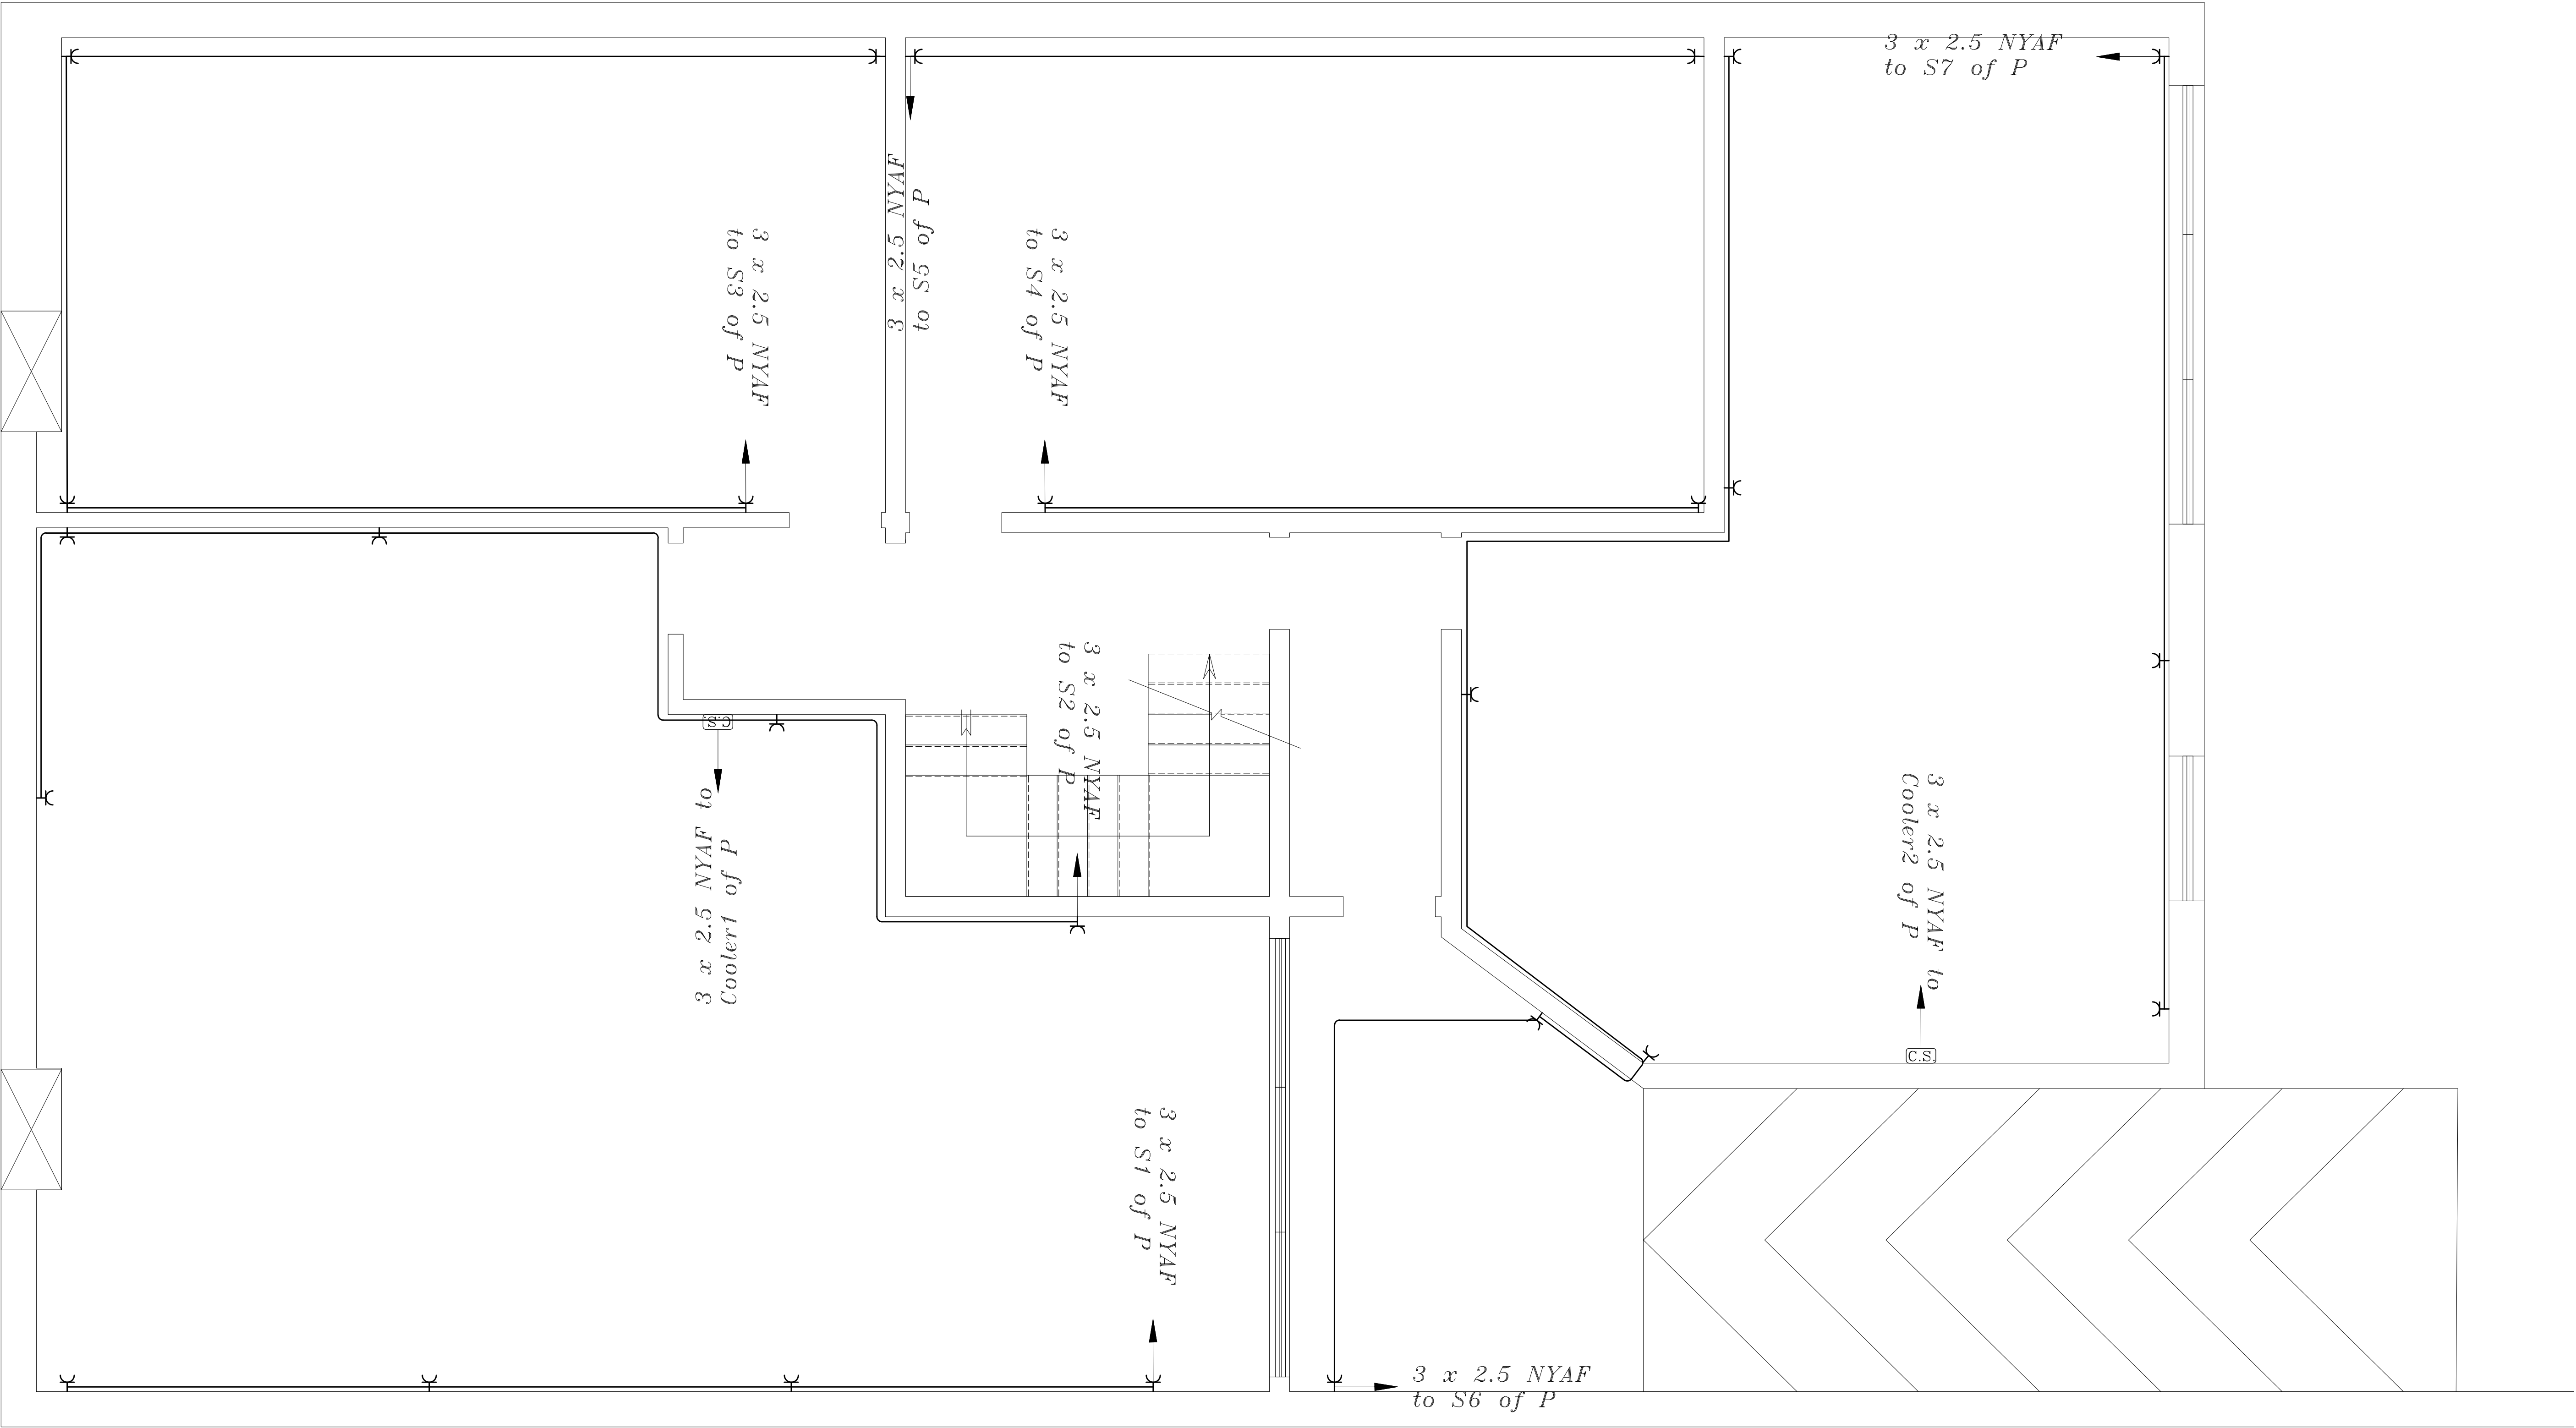 3 x 2.5 NYAF
to S7 of P
3 x 2.5 NYAF
to S5 of P
3 x 2.5 NYAF
to S3 of P
3 x 2.5 NYAF
to S4 of P
3 x 2.5 NYAF
to S2 of P
C.S.
3 x 2.5 NYAF to
Cooler1 of P
3 x 2.5 NYAF to
Cooler2 of P
C.S.
3 x 2.5 NYAF
to S1 of P
3 x 2.5 NYAF
to S6 of P